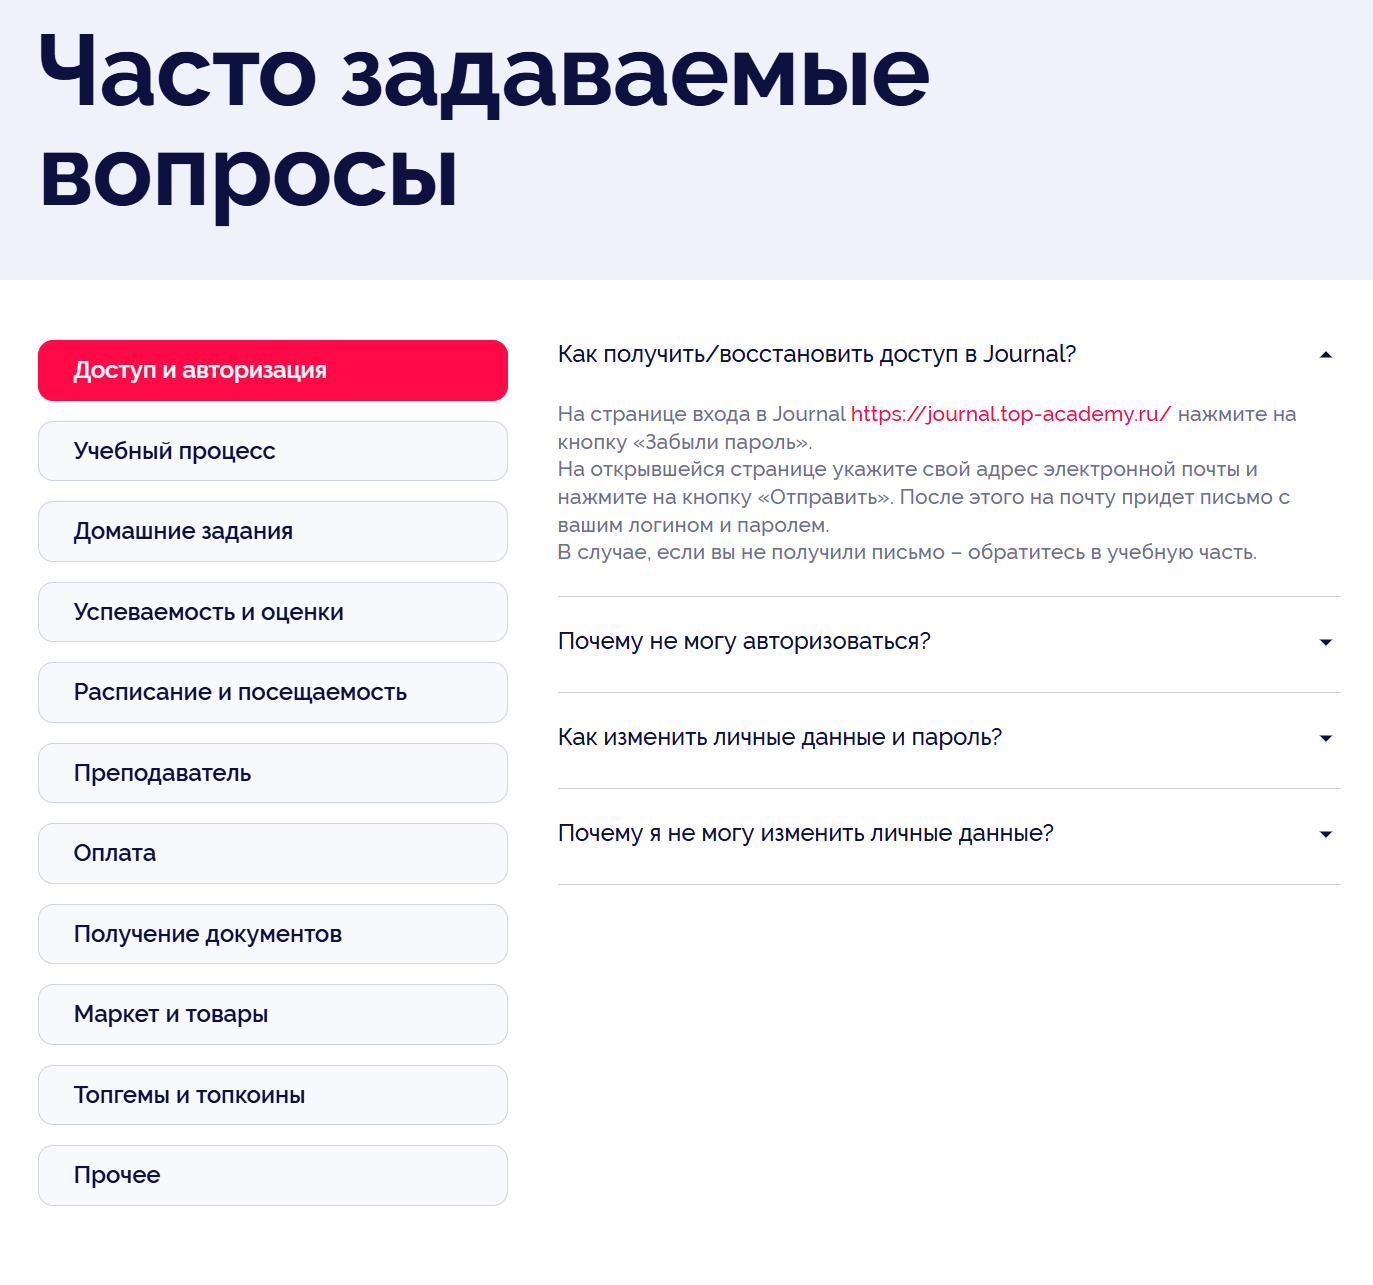 Часто задаваемые
вопросы
Доступ и авторизация
Учебный процесс
Домашние задания
Успеваемость и оценки
Расписание и посещаемость
Преподаватель
Оплата
Получение документов
Маркет и товары
Топгемы и топкоины
Прочее
Как получить/восстановить доступ в Journal?
На странице входа в Journal https://journal.top-academy.ru/ нажмите на
кнопку «Забыли пароль».
На открывшейся странице укажите свой адрес электронной почты и
нажмите на кнопку «Отправить». После этого на почту придет письмо с
вашим логином и паролем.
В случае, если вы не получили письмо – обратитесь в учебную часть.
Почему не могу авторизоваться?
Как изменить личные данные и пароль?
Почему я не могу изменить личные данные?